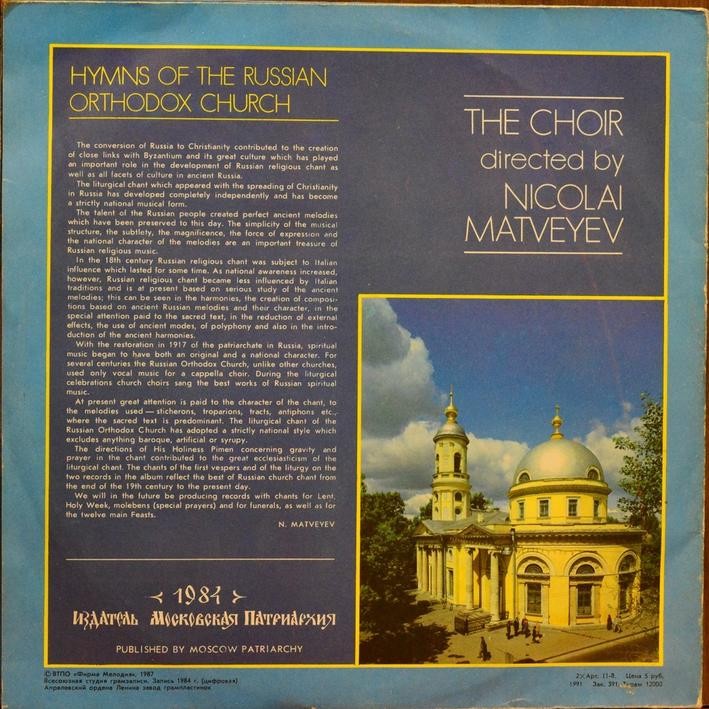 HYMNS OF THE RUSSIAN
ORTHODOX CHURCH
The conversion of Russia to Christianity contributed to the creation
of close links with Byzantium and its great culture which has played
an important role in the development of Russian religious chant as
well as all facets of culture in ancient Russia.
The liturgical chant which appeared with the spreading of Christianity
in Russia has developed completely independently and has become
a strictly national musical form.
The talent of the Russian people created perfect ancient melodies
which have been preserved to this day. The simplicity of the musical
structure, the subtlety, the magnificence, the force of expression and
the national character of the melodies are an important treasure of
Russian religious music.
In the 18th century Russian religious chant was subject to Italian
influence which lasted for some time. As national awareness increased,
however, Russian religious chant became less influenced by Italian
traditions and is at present based on serious study of the ancient
melodies; this can be seen in the harmonies, the creation of composi-
tions based on ancient Russian melodies and their character, in the
special attention paid to the sacred text, in the reduction of external
effects, the use of ancient modes, of polyphony and also in the intro-
duction of the ancient harmonies.
With the restoration in 1917 of the patriarchate in Russia, spiritual
music began to have both an original and a national character. For
several centuries the Russian Orthodox Church, unlike other churches,
used only vocal music for a cappella choir. During the liturgical
celebrations church choirs sang the best works of Russian spiritual
music.
At present great attention is paid to the character of the chant, to
the melodies used — sticherons, troparions, tracts, antiphons etc.,
where the sacred text is predominant. The liturgical chant of the
Russian Orthodox Church has adopted a strictly national style which
excludes anything baroque, artificial or syrupy.
The directions of His Holiness Pimen concerning gravity and
prayer in the chant contributed to the great ecclesiasticism of the
liturgical chant. The chants of the first vespers and of the liturgy on the
two records in the album reflect the best of Russian church chant from
the end of the 19th century to the present day.
We will in the future be producing records with chants for Lent,
Holy Week, molebens (special prayers) and for funerals, as well as for
the twelve main Feasts.
N. MATVEYEV
1984
ИЗДАТЕЛЬ МОСКОВСКАЯ ПАТРИАРХИЯ
PUBLISHED BY MOSCOW PATRIARCHY
THE CHOIR
directed by
NICOLAI
MATVEYEV
© ВТПО «Фирма Мелодия», 1987
Всесоюзная студия грамзаписи. Запись 1984 г. (цифровая)
Апрелевский ордена Ленина завод грампластинок
2 Арт. 11-8. Цена 5 руб.
1991 Зак. 391. Тираж 12000